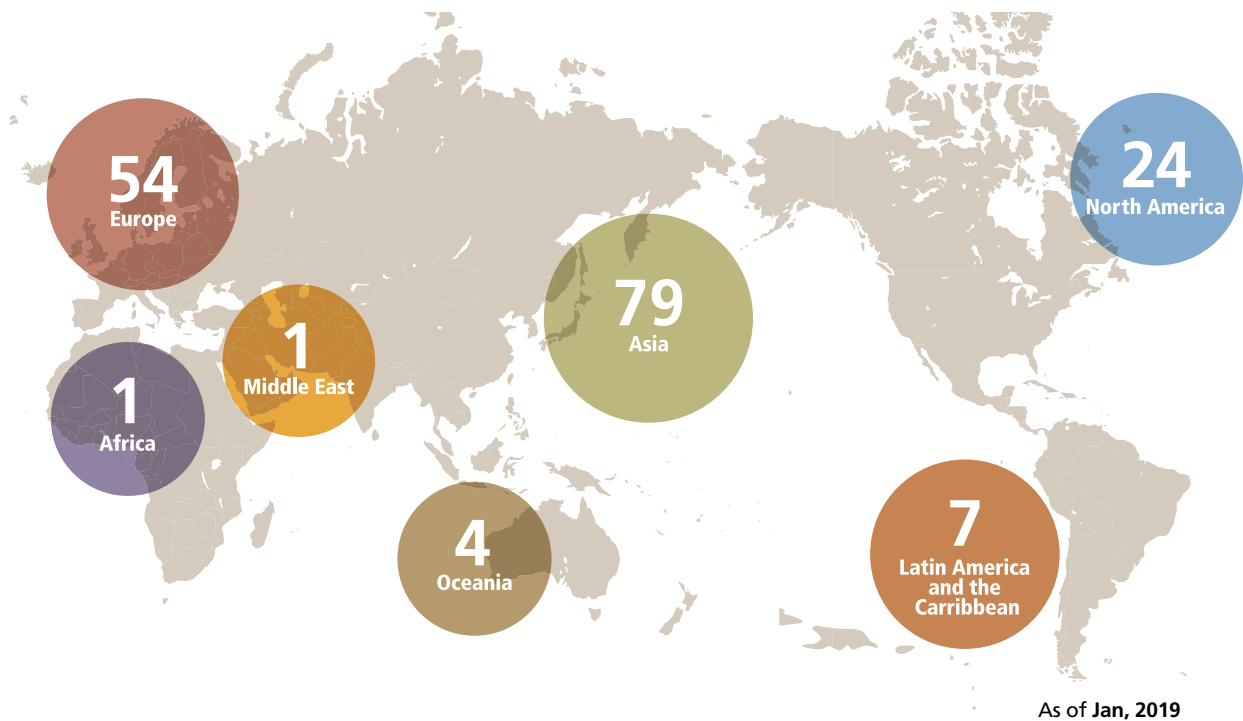 54
Europe
24
North America
79
Asia
1
Middle East
1
Africa
4
Oceania
7
Latin America
and the
Carribbean
As of Jan, 2019